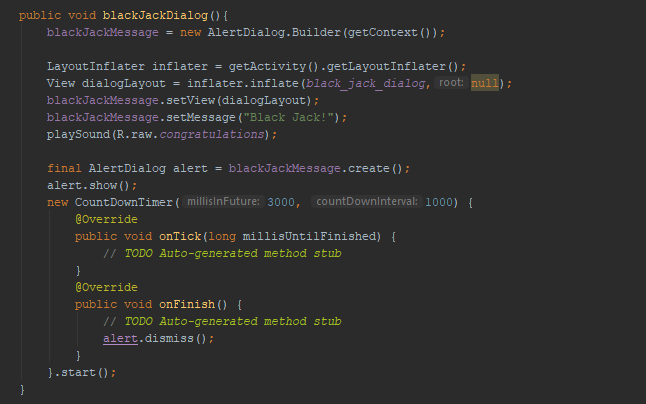 public void blackJackDialog(){
blackJackMessage = new AlertDialog.Builder(getContext());
LayoutInflater inflater = getActivity().getLayoutInflater();
View dialogLayout = inflater.inflate(black_jack_dialog, root: null);
blackJackMessage.setView(dialogLayout);
blackJackMessage.setMessage("Black Jack!");
playSound(R.raw.congratulations);
final AlertDialog alert = blackJackMessage.create();
alert.show();
new CountDownTimer( millisInFuture: 3000, countDownInterval: 1000) {
@Override
public void onTick(long millisUntilFinished) {
// TODO Auto-generated method stub
}
@Override
public void onFinish() {
// TODO Auto-generated method stub
alert.dismiss();
}
}.start();
}